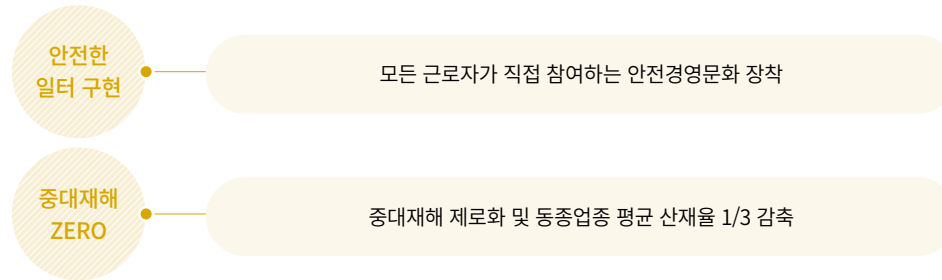 안전한
일터 구현
모든 근로자가 직접 참여하는 안전경영문화 장착
중대재해
ZERO
중대재해 제로화 및 동종업종 평균 산재율 1/3 감축